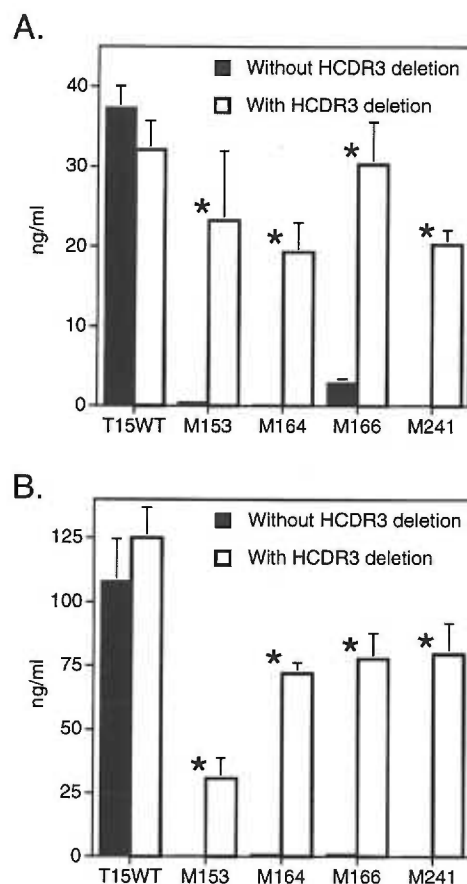 A.
Without HCDR3 deletion
With HCDR3 deletion
40
30
20
10
0
ng/ml
*
*
*
*
T15WT M153 M164 M166 M241
B.
Without HCDR3 deletion
With HCDR3 deletion
125
100
75
50
25
0
ng/ml
*
*
*
*
T15WT M153 M164 M166 M241